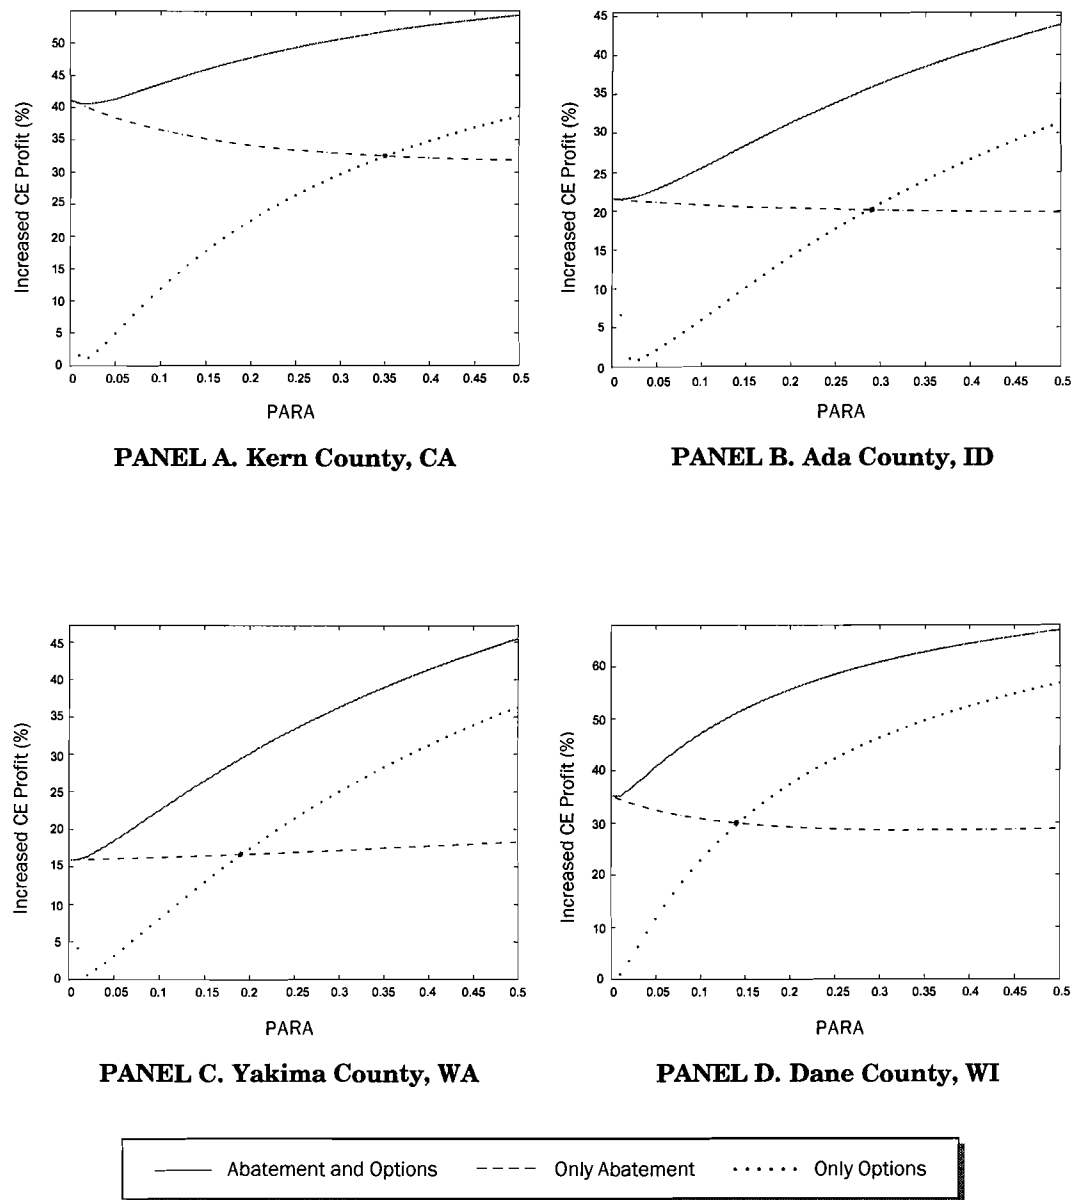 Increased CE Profit (%)
50
45
40
35
30
25
20
15
10
5
0
0 0.05 0.1 0.15 0.2 0.25 0.3 0.35 0.4 0.45 0.5
PARA
PANEL A. Kern County, CA
Increased CE Profit (%)
45
40
35
30
25
20
15
10
5
0
0 0.05 0.1 0.15 0.2 0.25 0.3 0.35 0.4 0.45 0.5
PARA
PANEL B. Ada County, ID
Increased CE Profit (%)
45
40
35
30
25
20
15
10
5
0
0 0.05 0.1 0.15 0.2 0.25 0.3 0.35 0.4 0.45 0.5
PARA
PANEL C. Yakima County, WA
Increased CE Profit (%)
60
50
40
30
20
10
0
0 0.05 0.1 0.15 0.2 0.25 0.3 0.35 0.4 0.45 0.5
PARA
PANEL D. Dane County, WI
Abatement and Options Only Abatement Only Options